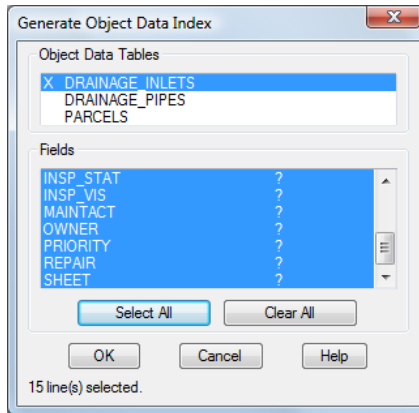 Generate Object Data Index
Object Data Tables
X DRAINAGE_INLETS
DRAINAGE_PIPES
PARCELS
Fields
INSP_STAT ?
INSP_VIS ?
MAINTACT ?
OWNER ?
PRIORITY ?
REPAIR ?
SHEET ?
Select All Clear All
OK Cancel Help
15 line(s) selected.